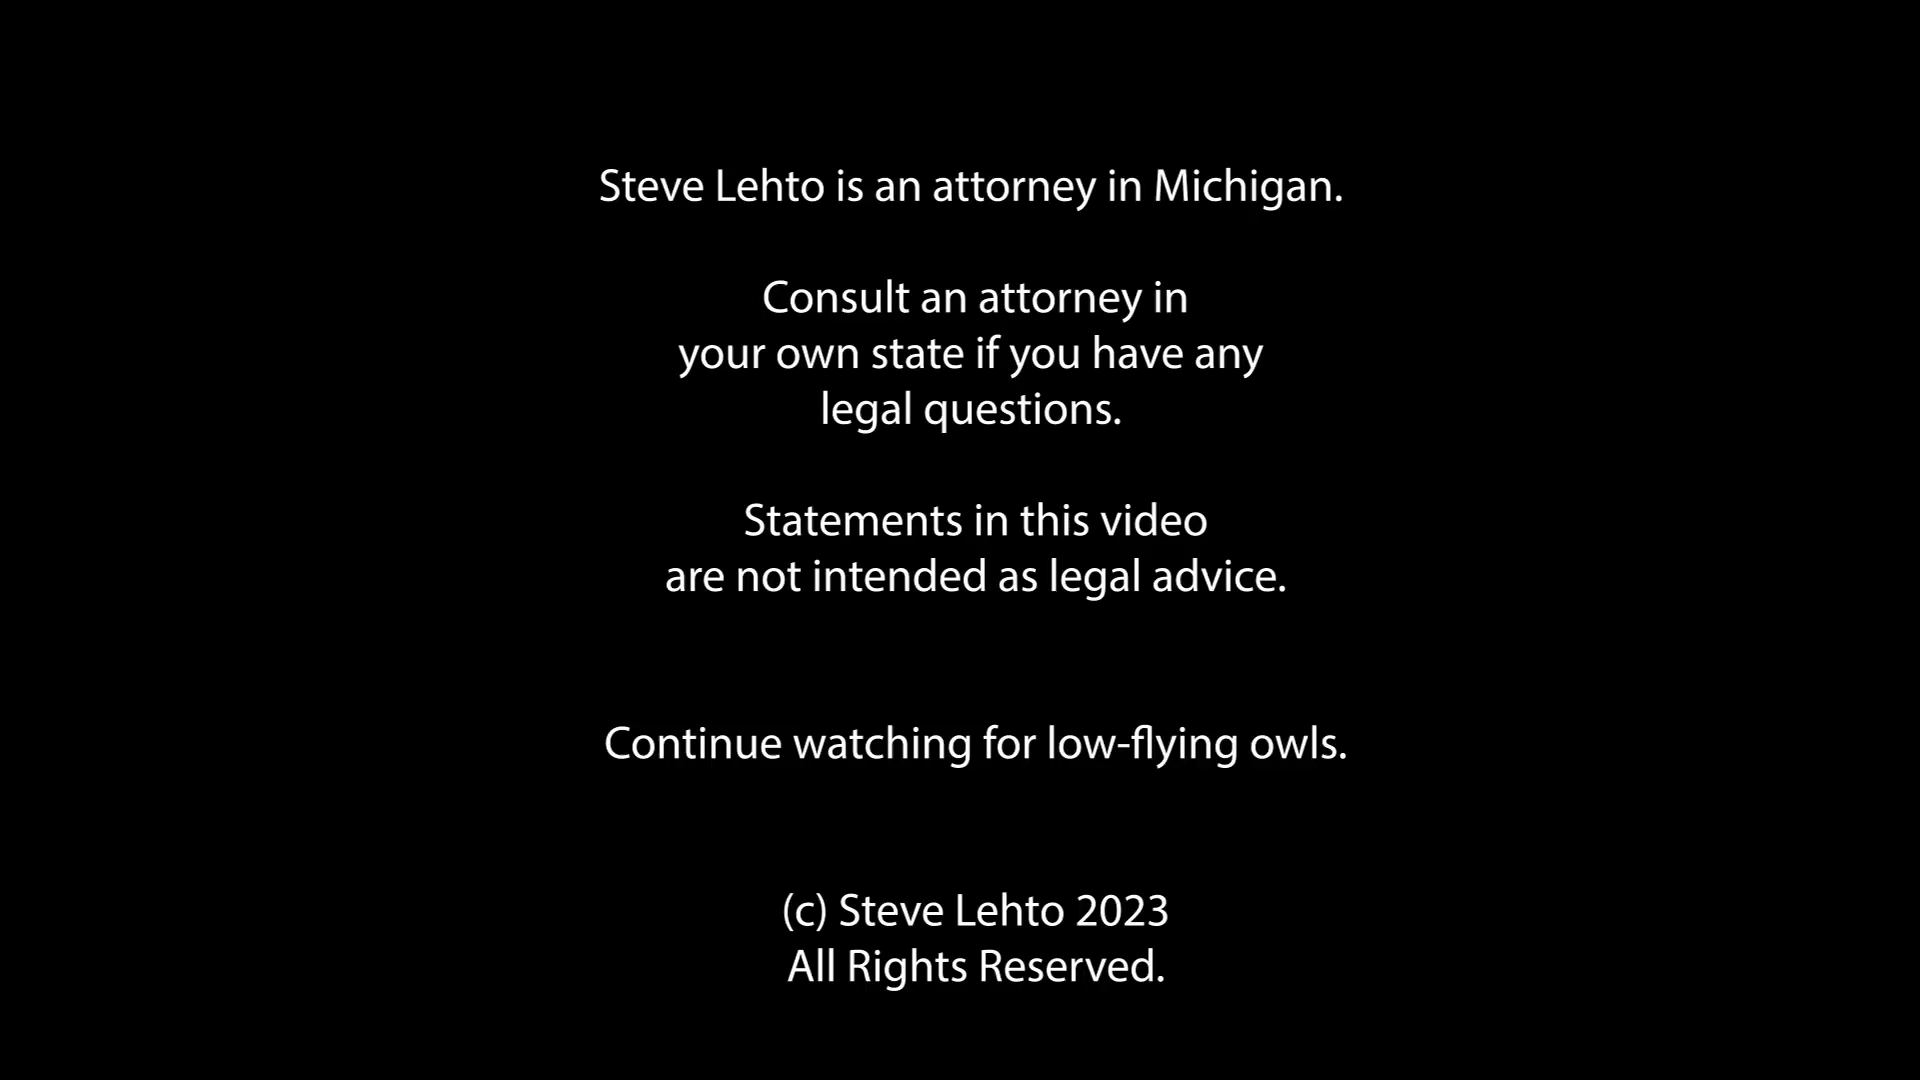 Steve Lehto is an attorney in Michigan.
Consult an attorney in
your own state if you have any
legal questions.
Statements in this video
are not intended as legal advice.
Continue watching for low-flying owls.
(c) Steve Lehto 2023
All Rights Reserved.